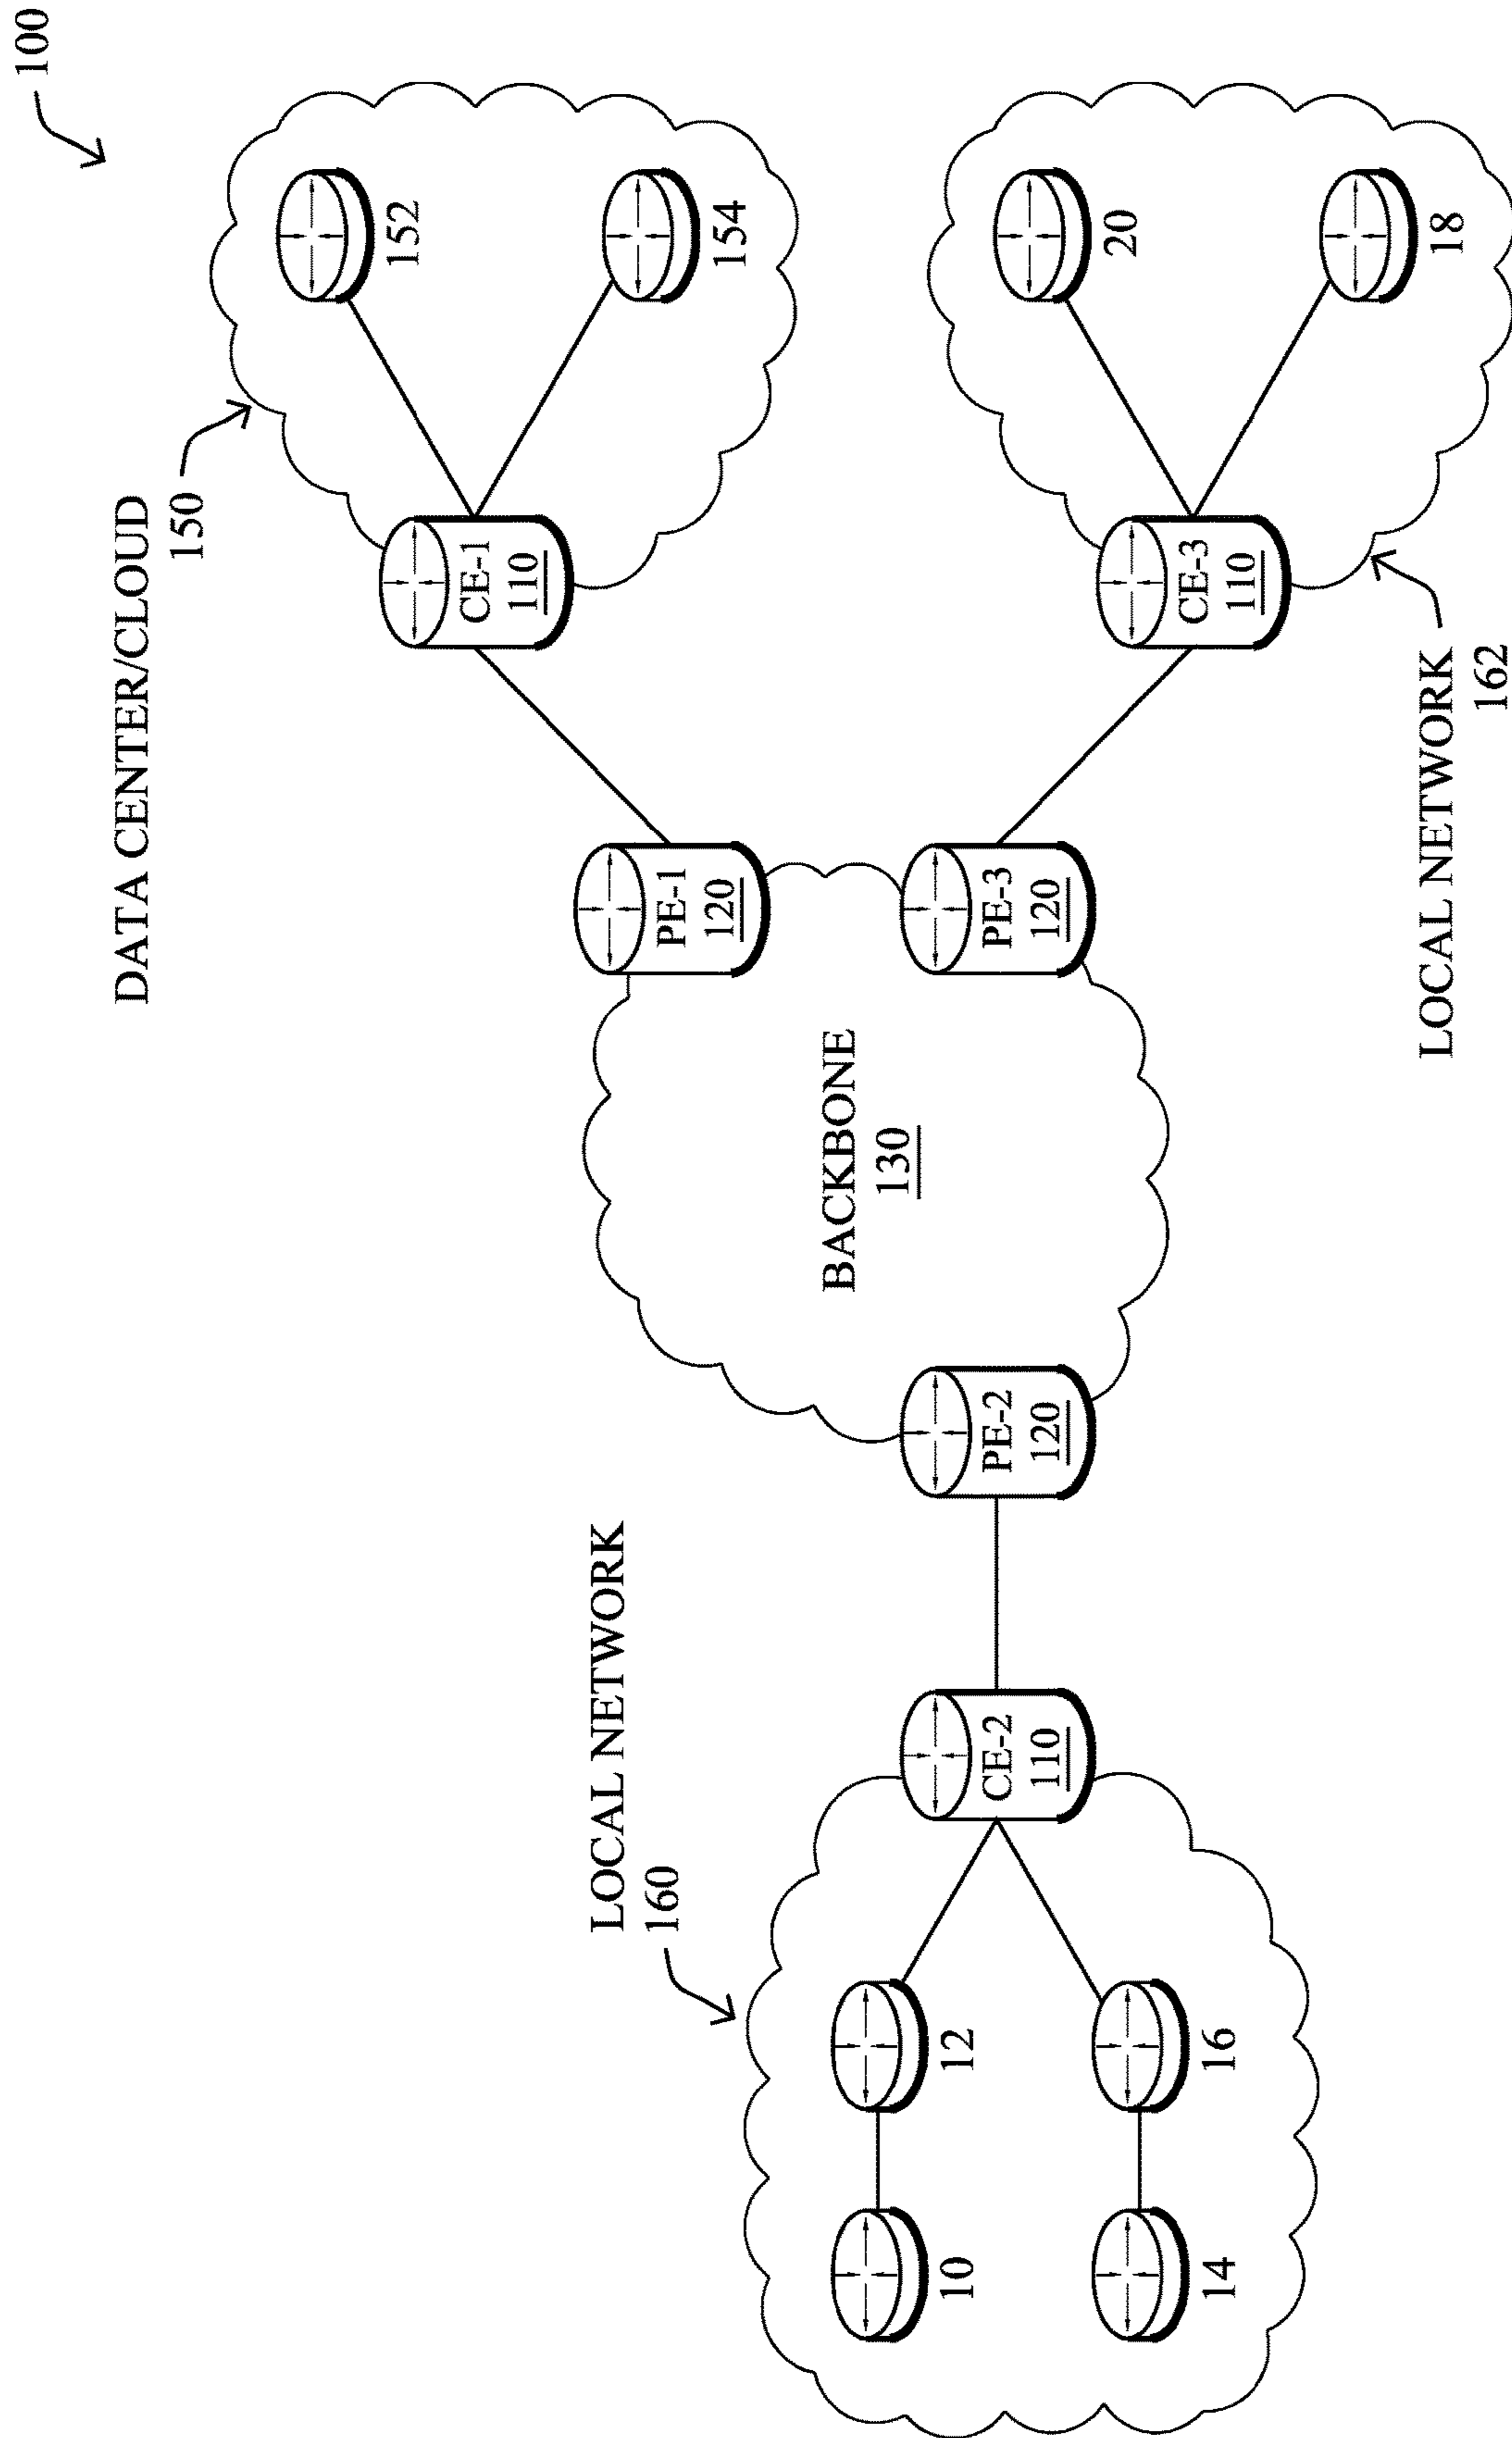 100
DATA CENTER/CLOUD
150
152
154
CE-1
110
PE-1
120
BACKBONE
130
LOCAL NETWORK
160
10
12
14
16
CE-2
110
PE-2
120
PE-3
120
CE-3
110
20
18
LOCAL NETWORK
162